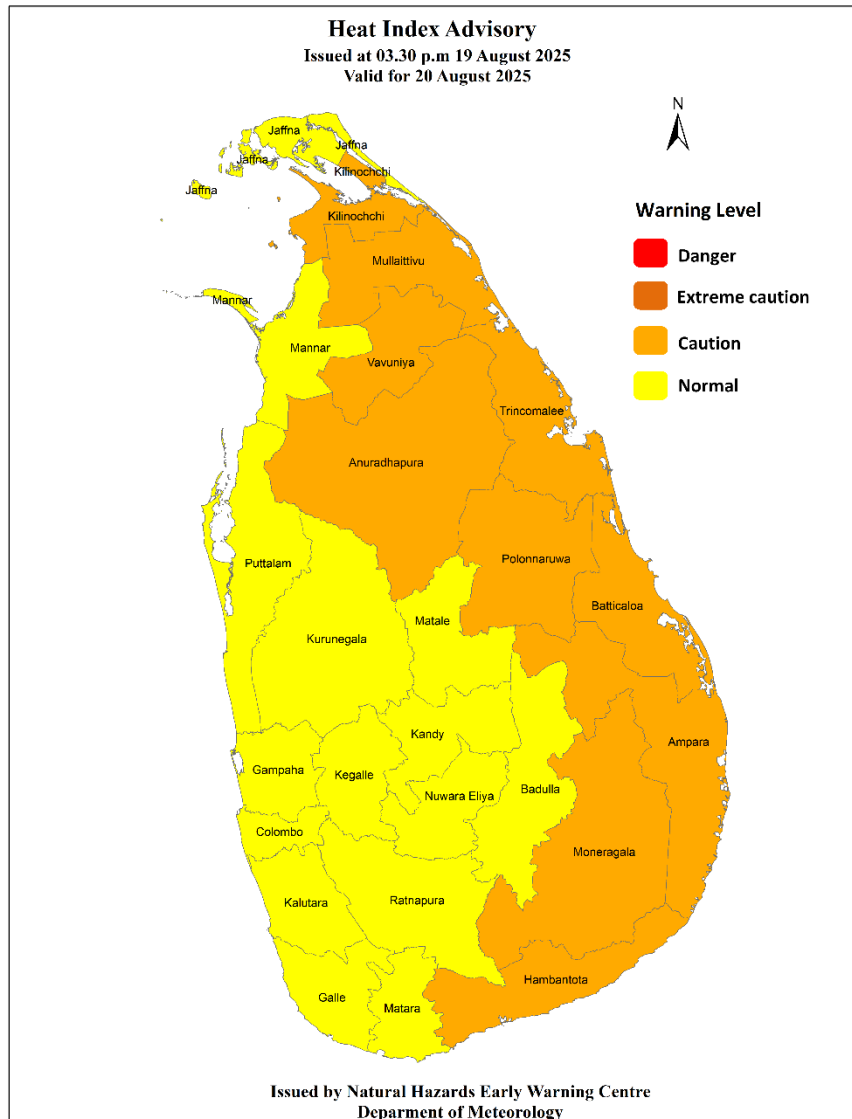 Heat Index Advisory
Issued at 03.30 p.m 19 August 2025
Valid for 20 August 2025
N
Jaffna
Jaffna
Jaffna
Kilinochchi
Jaffna
Kilinochchi
Warning Level
Danger
Extreme caution
Caution
Normal
Mullaittivu
Mannar
Mannar
Vavuniya
Trincomalee
Anuradhapura
Puttalam
Polonnaruwa
Batticaloa
Kurunegala
Matale
Kandy
Ampara
Gampaha
Kegalle
Nuwara Eliya
Badulla
Colombo
Moneragala
Kalutara
Ratnapura
Hambantota
Galle
Matara
Issued by Natural Hazards Early Warning Centre
Deparment of Meteorology